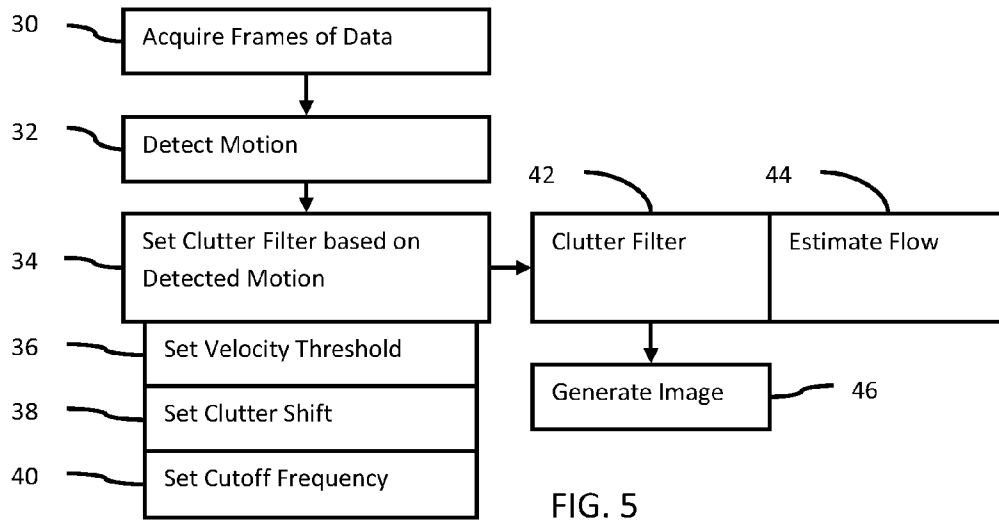 30
Acquire Frames of Data
32
Detect Motion
34
Set Clutter Filter based on
Detected Motion
36
Set Velocity Threshold
38
Set Clutter Shift
40
Set Cutoff Frequency
42
44
Clutter Filter
Estimate Flow
Generate Image
46
FIG. 5